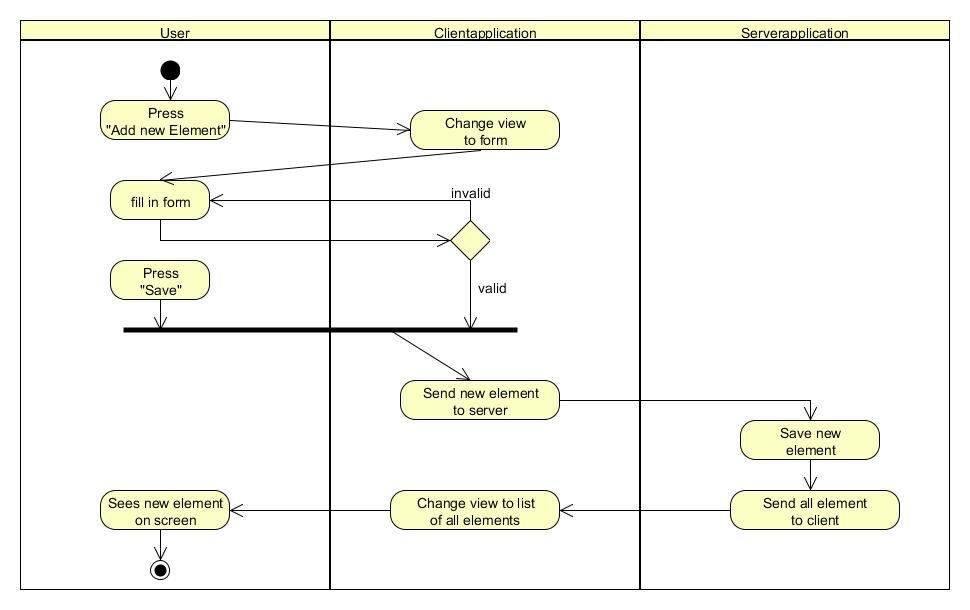 User
Clientapplication
Serverapplication
Press
"Add new Element"
Change view
to form
fill in form
invalid
Press
"Save"
valid
Send new element
to server
Save new
element
Sees new element
on screen
Change view to list
of all elements
Send all element
to client